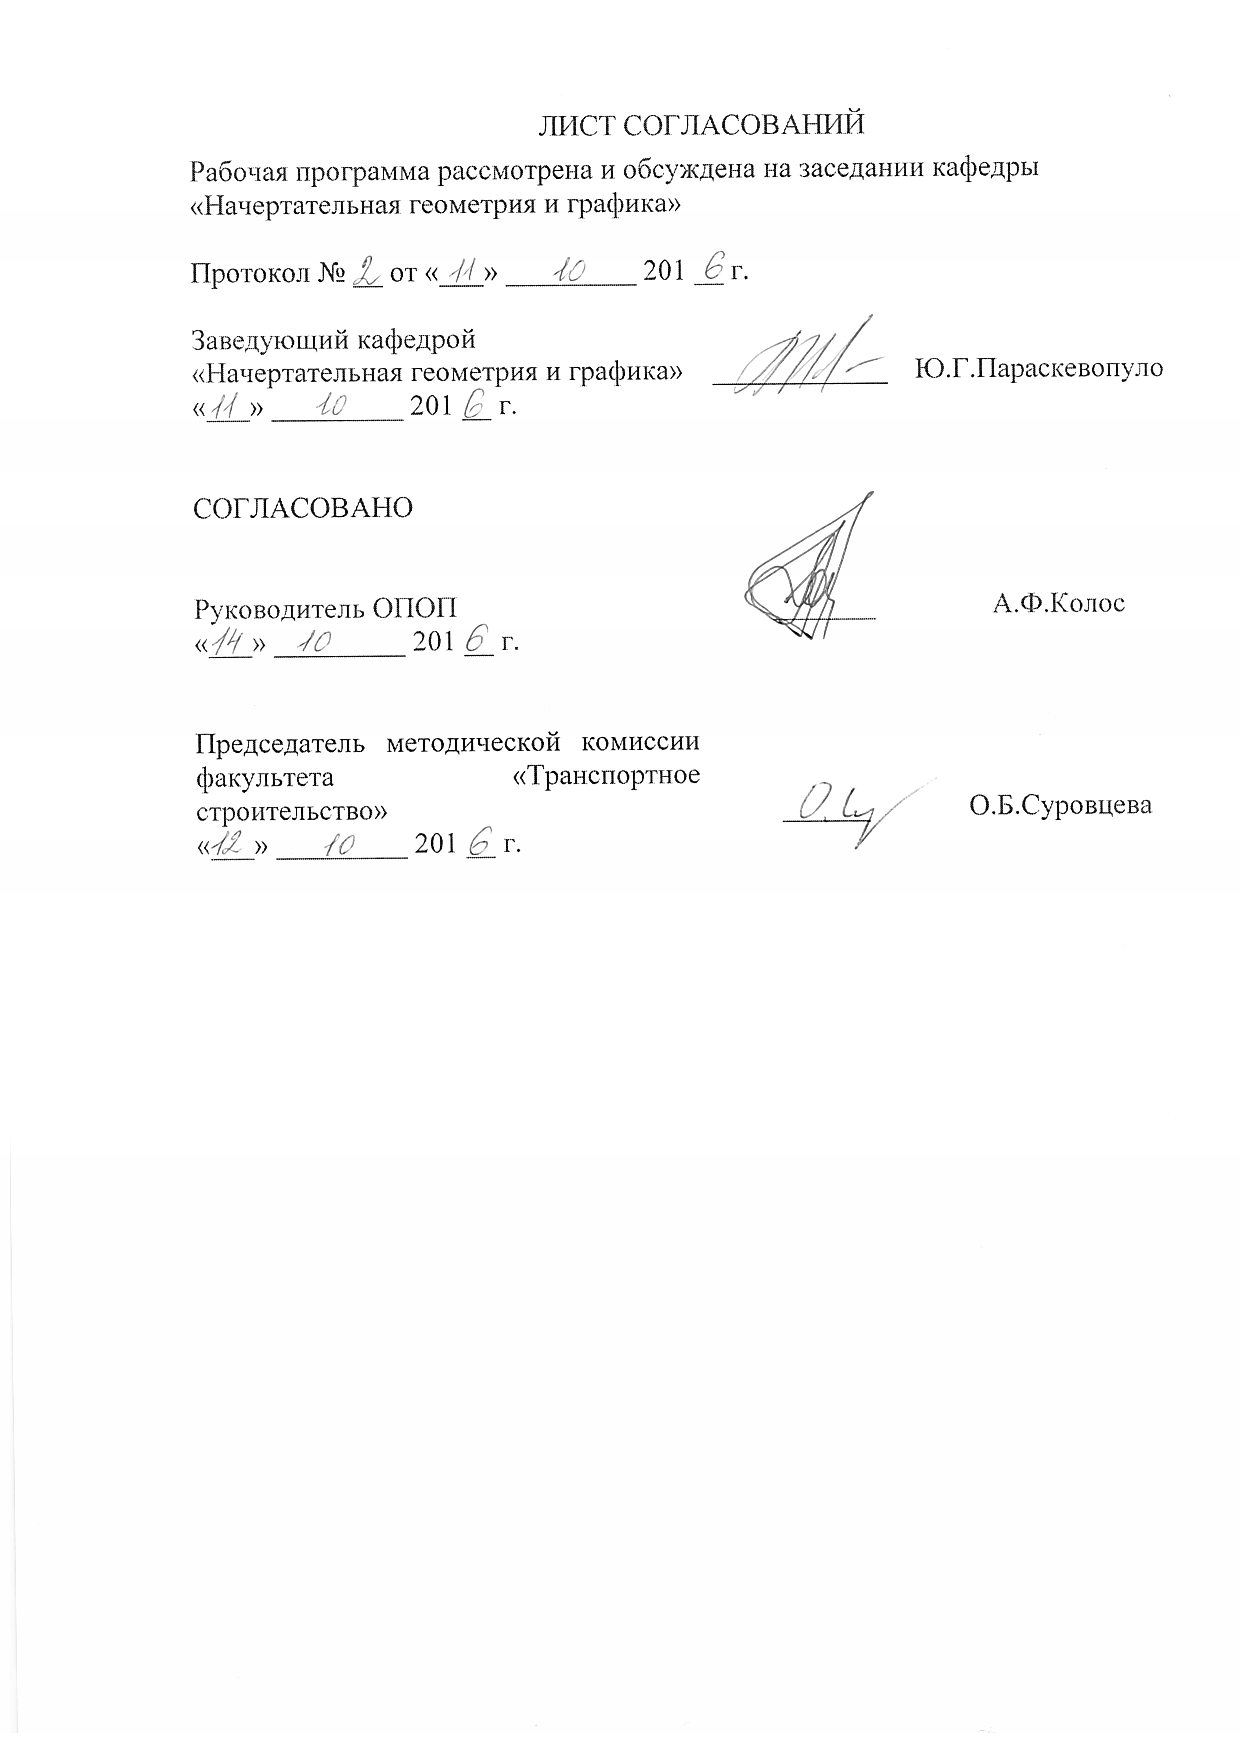 ЛИСТ СОГЛАСОВАНИЙ
Рабочая программа рассмотрена и обсуждена на заседании кафедры
«Начертательная геометрия и графика»
Протокол № 2 от «11» 10 201 6 г.
Заведующий кафедрой
«Начертательная геометрия и графика» Ю.Г.Параскевопуло
«11» 10 201 6 г.
СОГЛАСОВАНО
Руководитель ОПОП А.Ф.Колос
«14» 10 201 6 г.
Председатель методической комиссии
факультета «Транспортное
строительство» О.Б.Суровцева
«12» 10 201 6 г.